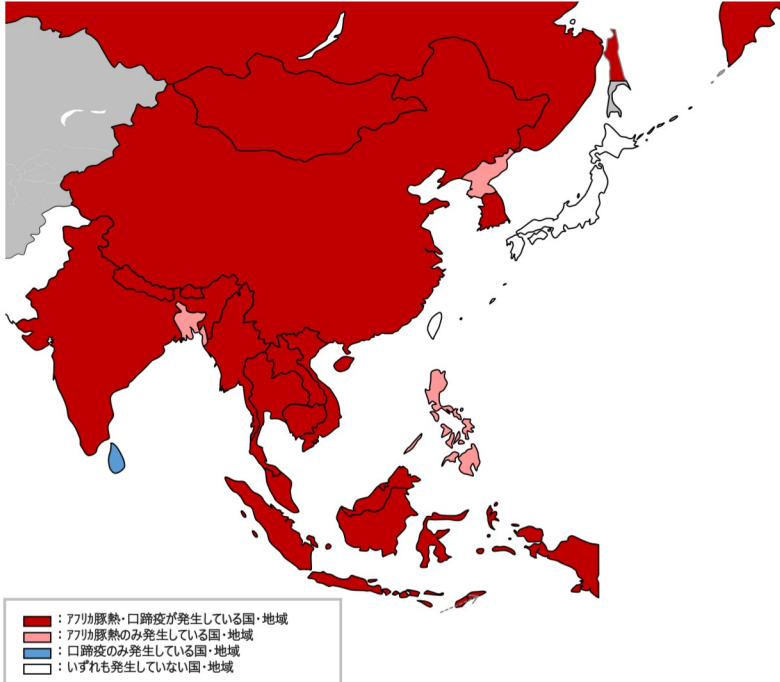 ：ｱﾌﾘｶ豚熱・口蹄疫が発生している国・地域
：ｱﾌﾘｶ豚熱のみ発生している国・地域
：口蹄疫のみ発生している国・地域
：いずれも発生していない国・地域